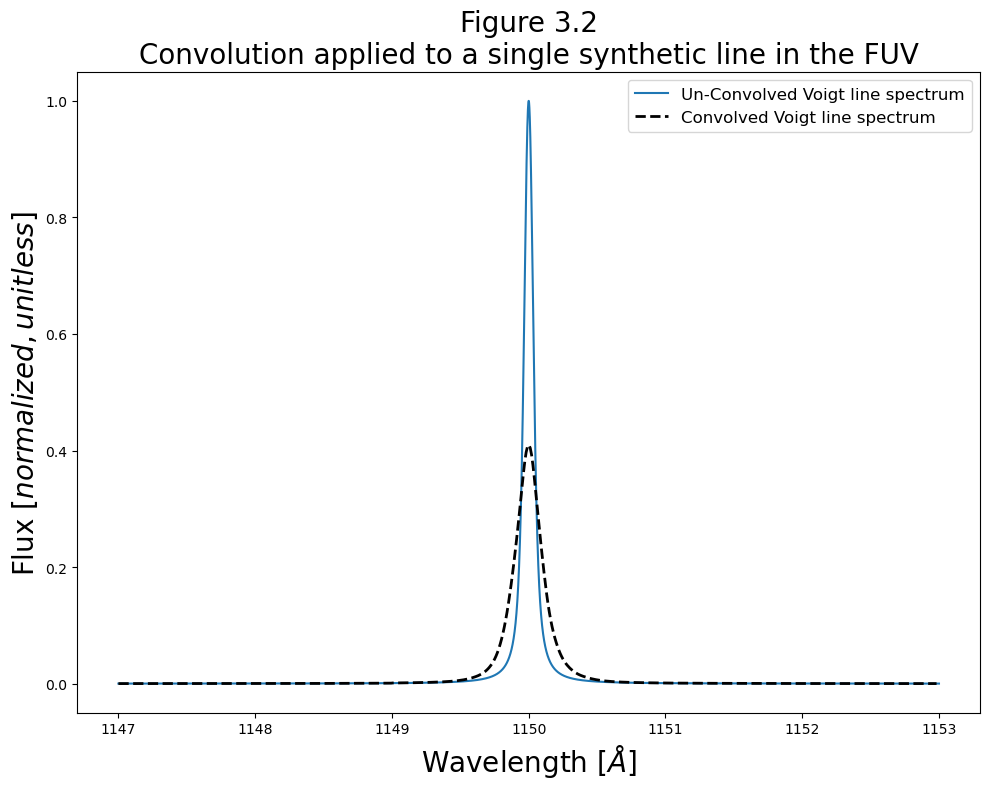 Figure 3.2
Convolution applied to a single synthetic line in the FUV
Un-Convolved Voigt line spectrum
Convolved Voigt line spectrum
Flux [normalized, unitless]
1.0
0.8
0.6
0.4
0.2
0.0
1147 1148 1149 1150 1151 1152 1153
Wavelength [Å]